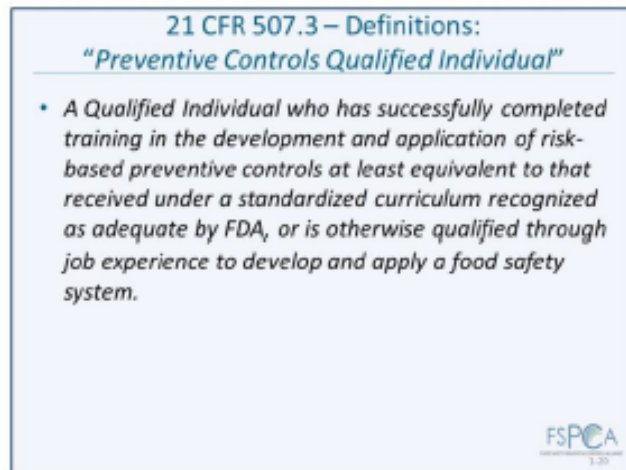 21 CFR 507.3 – Definitions:
“Preventive Controls Qualified Individual”
• A Qualified Individual who has successfully completed
training in the development and application of risk-
based preventive controls at least equivalent to that
received under a standardized curriculum recognized
as adequate by FDA, or is otherwise qualified through
job experience to develop and apply a food safety
system.
FSPCA
1-20